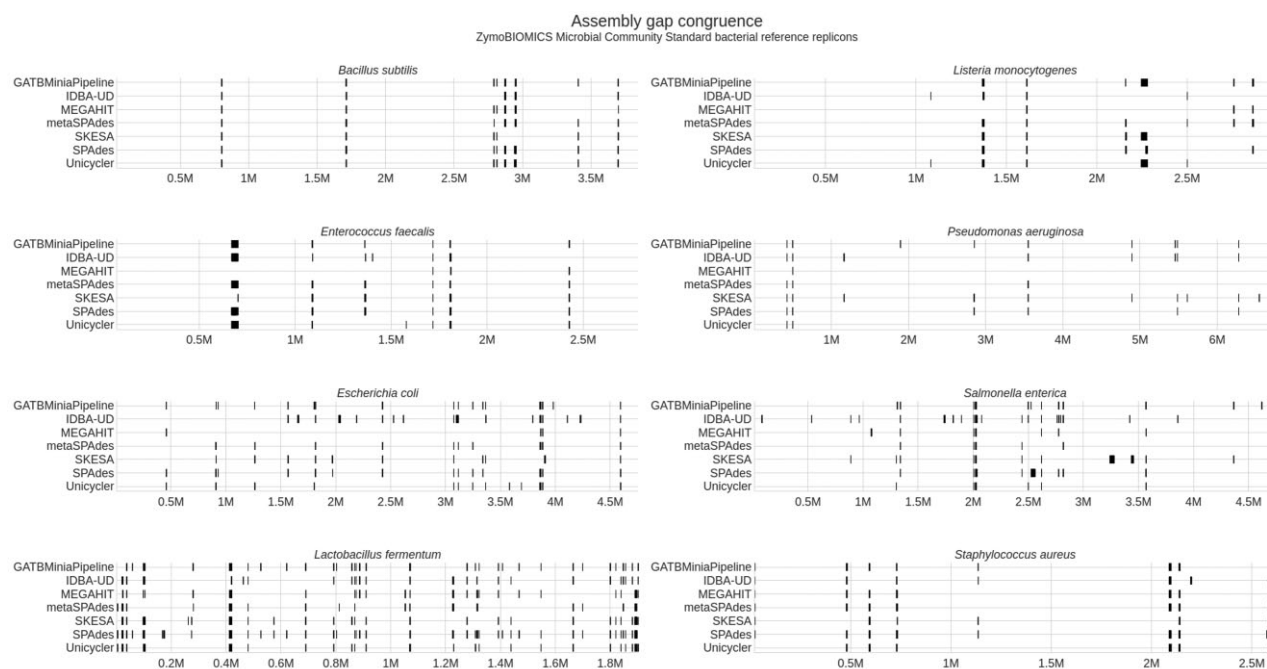 Assembly gap congruence
ZymoBIOMICS Microbial Community Standard bacterial reference replicons
Bacillus subtilis
GATBMiniaPipeline
IDBA-UD
MEGAHIT
metaSPAdes
SKESA
SPAdes
Unicycler
0.5M 1M 1.5M 2M 2.5M 3M 3.5M
Listeria monocytogenes
GATBMiniaPipeline
IDBA-UD
MEGAHIT
metaSPAdes
SKESA
SPAdes
Unicycler
0.5M 1M 1.5M 2M 2.5M
Enterococcus faecalis
GATBMiniaPipeline
IDBA-UD
MEGAHIT
metaSPAdes
SKESA
SPAdes
Unicycler
0.5M 1M 1.5M 2M 2.5M
Pseudomonas aeruginosa
GATBMiniaPipeline
IDBA-UD
MEGAHIT
metaSPAdes
SKESA
SPAdes
Unicycler
1M 2M 3M 4M 5M 6M
Escherichia coli
GATBMiniaPipeline
IDBA-UD
MEGAHIT
metaSPAdes
SKESA
SPAdes
Unicycler
0.5M 1M 1.5M 2M 2.5M 3M 3.5M 4M 4.5M
Salmonella enterica
GATBMiniaPipeline
IDBA-UD
MEGAHIT
metaSPAdes
SKESA
SPAdes
Unicycler
0.5M 1M 1.5M 2M 2.5M 3M 3.5M 4M 4.5M
Lactobacillus fermentum
GATBMiniaPipeline
IDBA-UD
MEGAHIT
metaSPAdes
SKESA
SPAdes
Unicycler
0.2M 0.4M 0.6M 0.8M 1M 1.2M 1.4M 1.6M 1.8M
Staphylococcus aureus
GATBMiniaPipeline
IDBA-UD
MEGAHIT
metaSPAdes
SKESA
SPAdes
Unicycler
0.5M 1M 1.5M 2M 2.5M